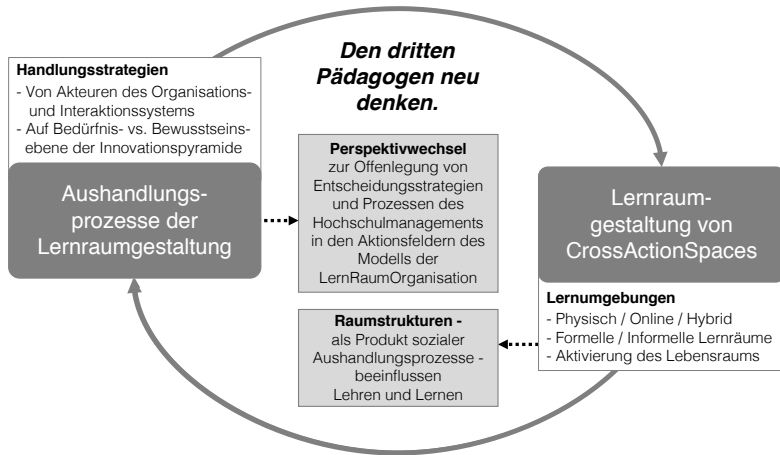 Den dritten
Pädagogen neu
denken.
Handlungsstrategien
- Von Akteuren des Organisations-
und Interaktionssystems
- Auf Bedürfnis- vs. Bewusstseins-
ebene der Innovationspyramide
Aushandlungs-
prozesse der
Lernraumgestaltung
Perspektivwechsel
zur Offenlegung von
Entscheidungsstrategien
und Prozessen des
Hochschulmanagements
in den Aktionsfeldern des
Modells der
LernRaumOrganisation
Lernraum-
gestaltung von
CrossActionSpaces
Lernumgebungen
- Physisch / Online / Hybrid
- Formelle / Informelle Lernräume
- Aktivierung des Lebensraums
Raumstrukturen -
als Produkt sozialer
Aushandlungsprozesse -
beeinflussen
Lehren und Lernen